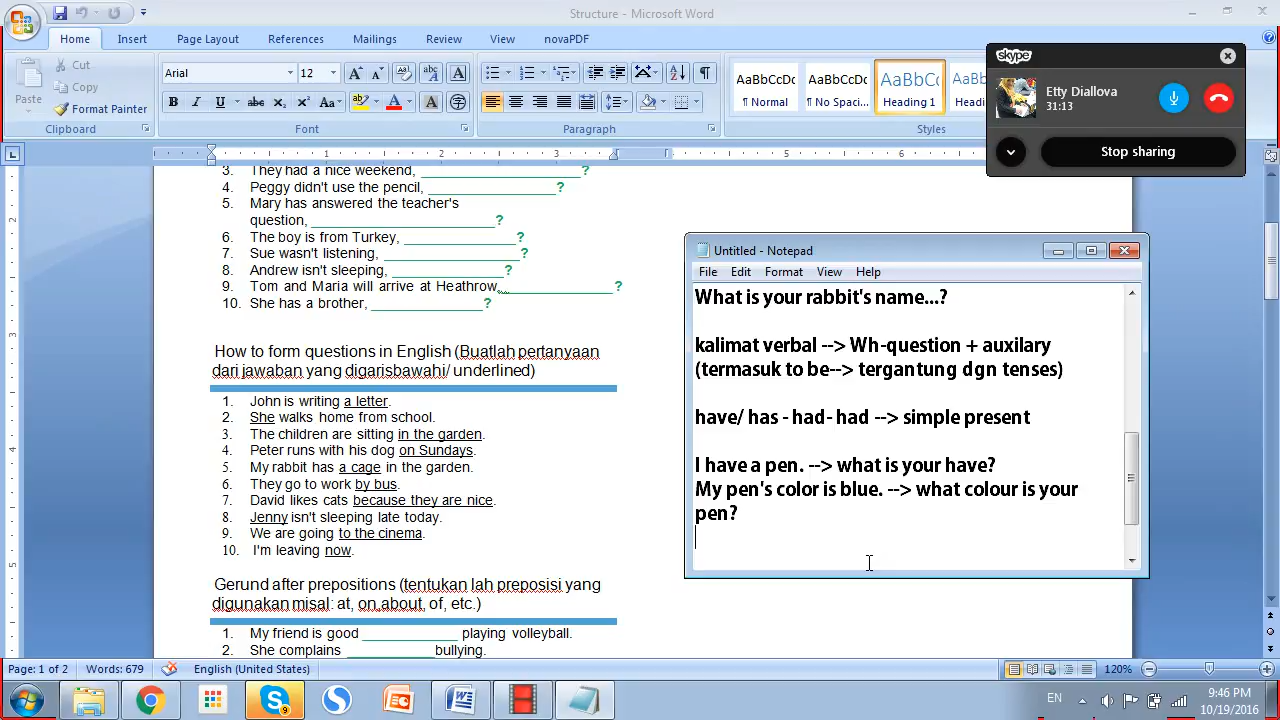 Structure - Microsoft Word
Home Insert Page Layout References Mailings Review View novaPDF
Paste
Cut
Copy
Format Painter
Clipboard
Arial 12
Font
Paragraph
AaBbCcDc AaBbCcDc AaBbC AaBbCc
¶ Normal ¶ No Spaci... Heading 1
Styles
skype
Etty Diallova
31:13
Stop sharing
3. They had a nice weekend, ____________________?
4. Peggy didn't use the pencil, ________________?
5. Mary has answered the teacher's
question, _______________________?
6. The boy is from Turkey, ______________?
7. Sue wasn't listening, _________________?
8. Andrew isn't sleeping, ______________?
9. Tom and Maria will arrive at Heathrow, ______________?
10. She has a brother, ______________?
How to form questions in English (Buatlah pertanyaan
dari jawaban yang digarisbawahi/ underlined)
1. John is writing a letter.
2. She walks home from school.
3. The children are sitting in the garden.
4. Peter runs with his dog on Sundays.
5. My rabbit has a cage in the garden.
6. They go to work by bus.
7. David likes cats because they are nice.
8. Jenny isn't sleeping late today.
9. We are going to the cinema.
10. I'm leaving now.
Gerund after prepositions (tentukan lah preposisi yang
digunakan misal: at, on,about, of, etc.)
1. My friend is good ____________ playing volleyball.
2. She complains ___________ bullying.
Untitled - Notepad
File Edit Format View Help
What is your rabbit's name...?
kalimat verbal --> Wh-question + auxilary
(termasuk to be--> tergantung dgn tenses)
have/ has - had- had --> simple present
I have a pen. --> what is your have?
My pen's color is blue. --> what colour is your
pen?
Page: 1 of 2 Words: 679 English (United States) 120%
EN 9:46 PM
10/19/2016